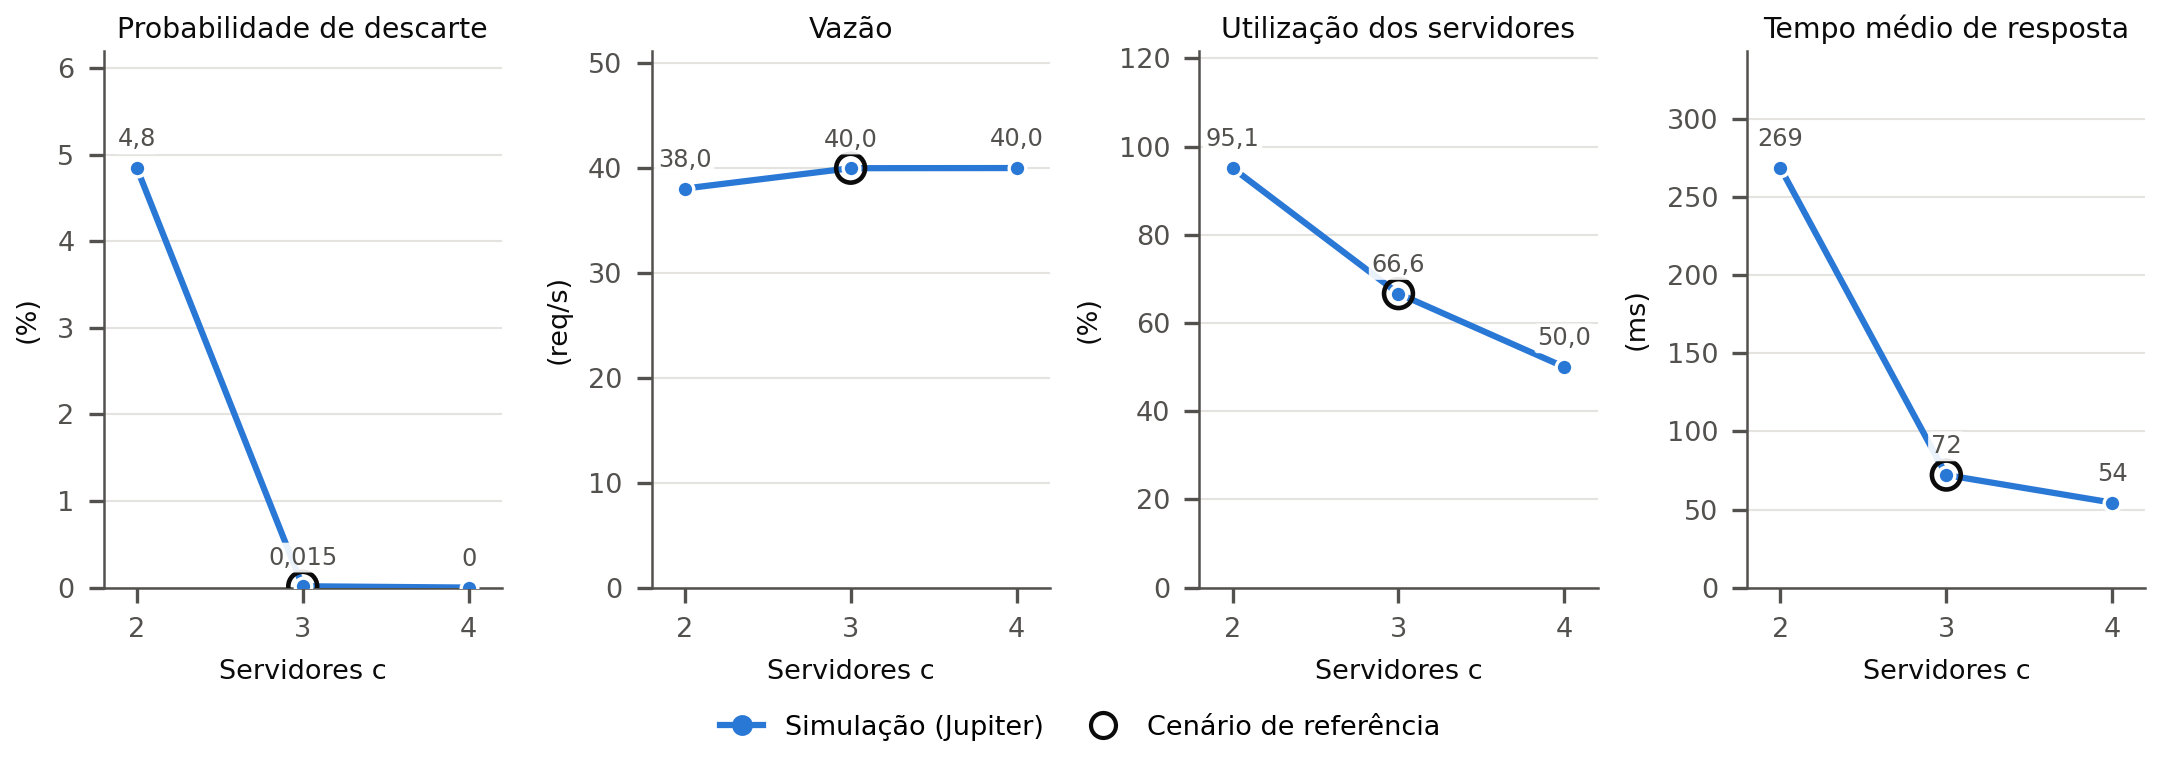 Probabilidade de descarte
(%)
6
5
4
3
2
1
0
4,8
0,015
0
2 3 4
Servidores c
Vazão
(req/s)
50
40
30
20
10
0
38,0
40,0
40,0
2 3 4
Servidores c
Utilização dos servidores
(%)
120
100
80
60
40
20
0
95,1
66,6
50,0
2 3 4
Servidores c
Tempo médio de resposta
(ms)
300
250
200
150
100
50
0
269
72
54
2 3 4
Servidores c
Simulação (Jupiter) Cenário de referência